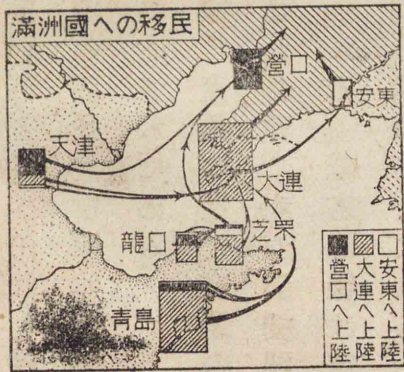 滿洲國への移民
營口
安東
天津
大連
龍口
芝罘
青島
安東へ上陸
大連へ上陸
營口へ上陸